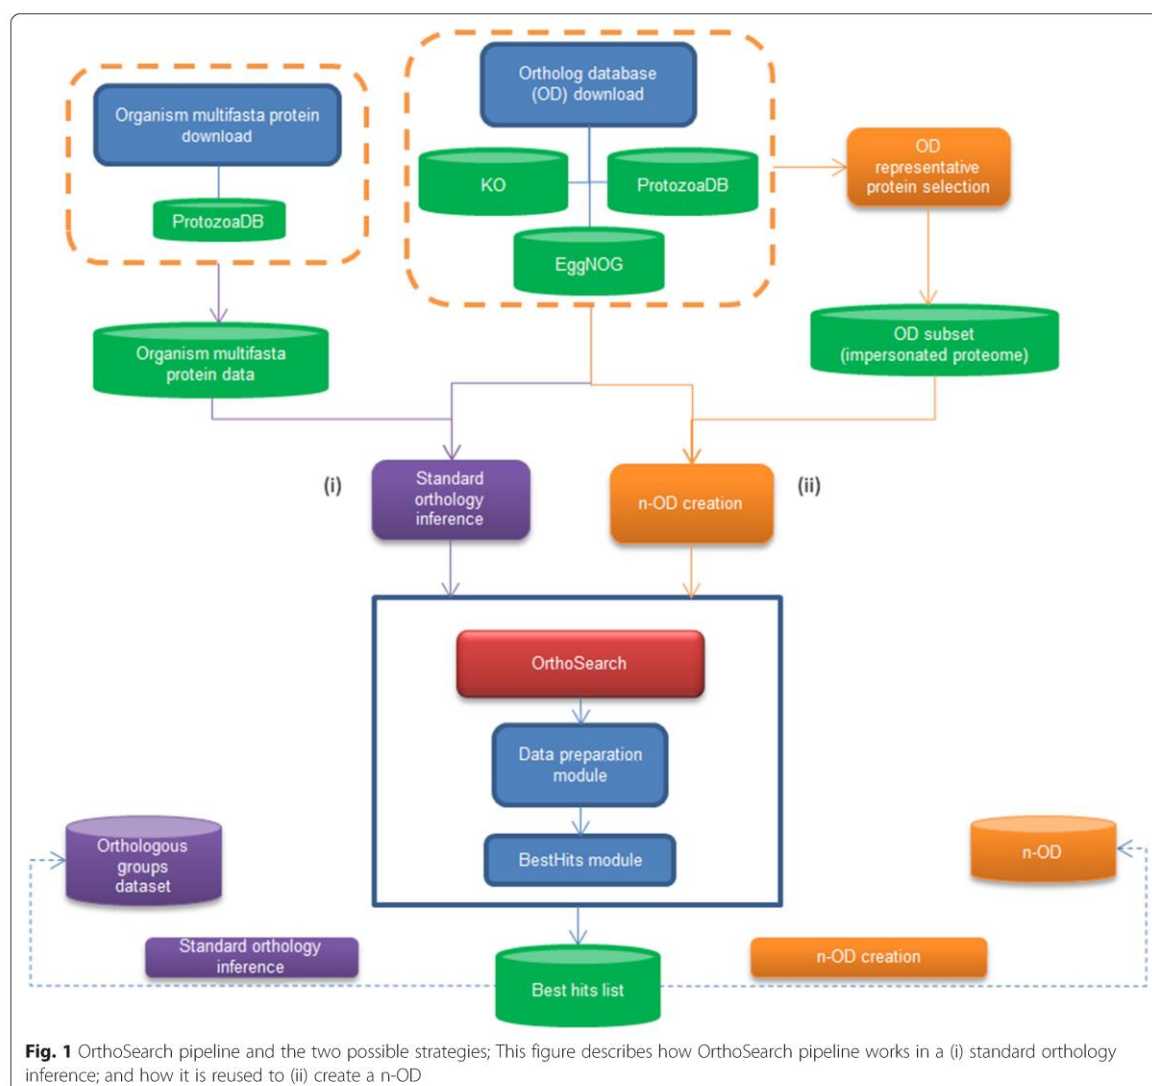 Organism multifasta protein
download
ProtozoaDB
Ortholog database
(OD) download
KO
ProtozoaDB
EggNOG
OD
representative
protein selection
Organism multifasta
protein data
OD subset
(impersonated proteome)
(i)
Standard
orthology
inference
n-OD creation
(ii)
OrthoSearch
Data preparation
module
BestHits module
Orthologous
groups
dataset
n-OD
Standard orthology
inference
n-OD creation
Best hits list
Fig. 1 OrthoSearch pipeline and the two possible strategies; This figure describes how OrthoSearch pipeline works in a (i) standard orthology
inference; and how it is reused to (ii) create a n-OD